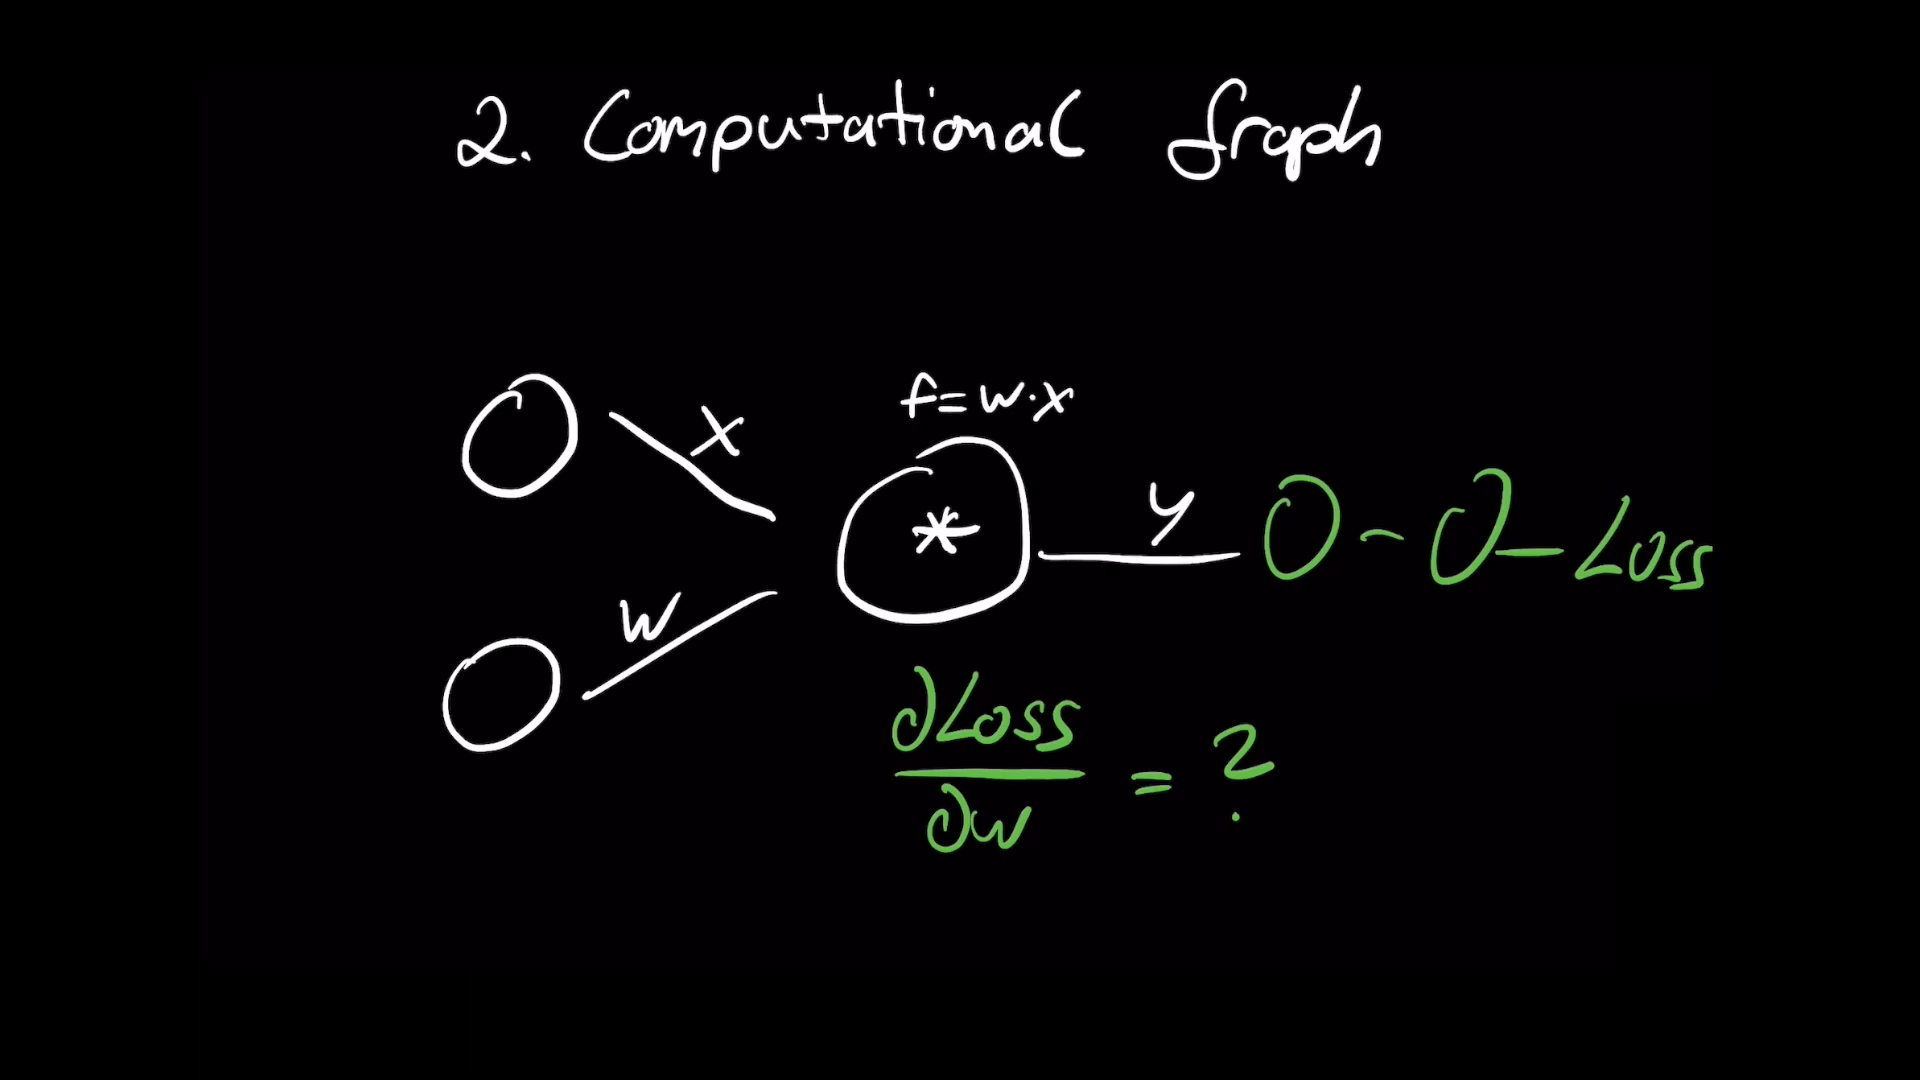 2. Computational Graph
f=w·x
x
*
y
Loss
w
∂Loss
∂w
= ?